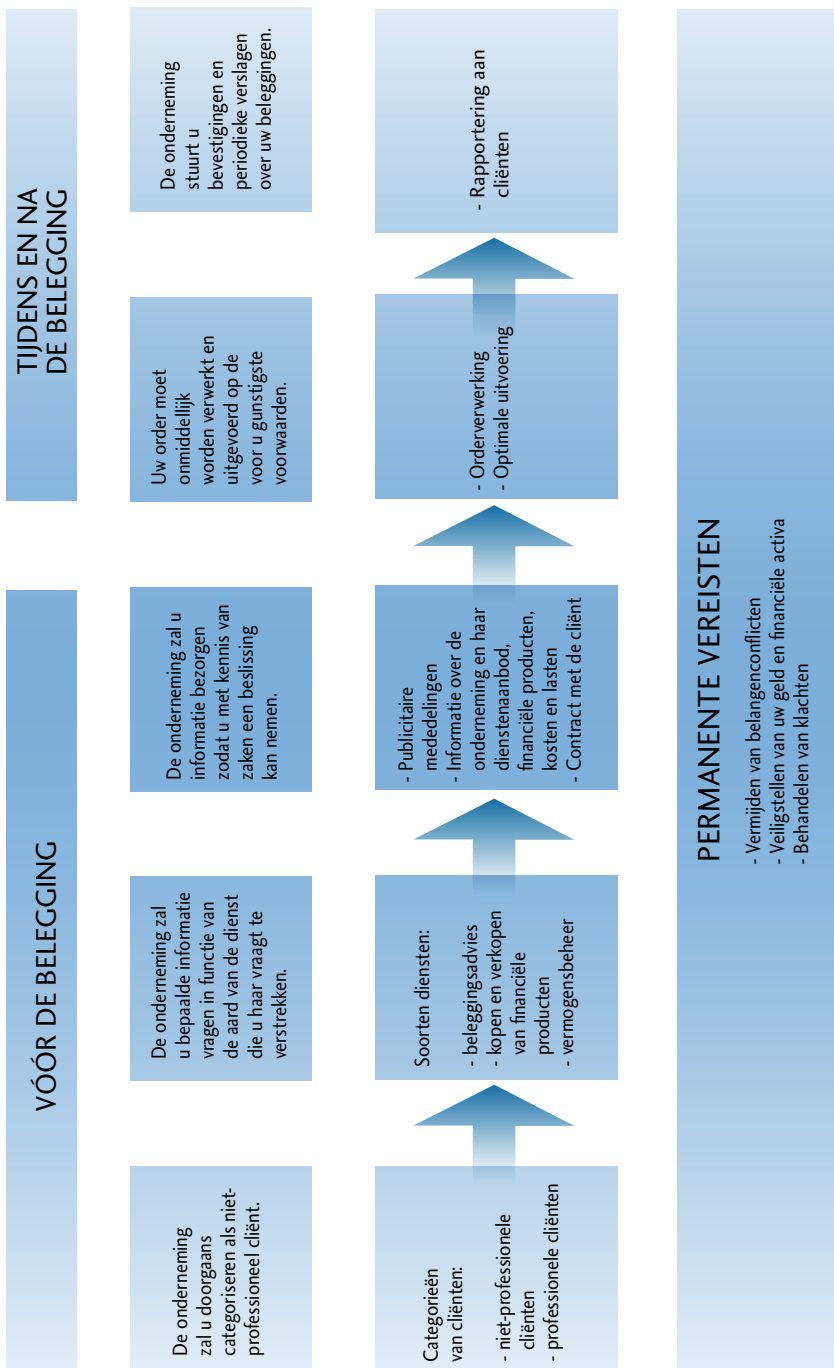 VÓÓR DE BELEGGING
TIJDENS EN NA
DE BELEGGING
De onderneming
zal u doorgaans
categoriseren als niet-
professioneel cliënt.
De onderneming zal
u bepaalde informatie
vragen in functie van
de aard van de dienst
die u haar vraagt te
verstrekken.
De onderneming zal u
informatie bezorgen
zodat u met kennis van
zaken een beslissing
kan nemen.
Uw order moet
onmiddellijk
worden verwerkt en
uitgevoerd op de
voor u gunstigste
voorwaarden.
De onderneming
stuurt u
bevestigingen en
periodieke verslagen
over uw beleggingen.
Categorieën
van cliënten:
- niet-professionele
cliënten
- professionele cliënten
Soorten diensten:
- beleggingsadvies
- kopen en verkopen
van financiële
producten
- vermogensbeheer
- Publicitaire
mededelingen
- Informatie over de
onderneming en haar
dienstenaanbod,
financiële producten,
kosten en lasten
- Contract met de cliënt
- Orderverwerking
- Optimale uitvoering
- Rapportering aan
cliënten
PERMANENTE VEREISTEN
- Vermijden van belangenconflicten
- Veiligstellen van uw geld en financiële activa
- Behandelen van klachten